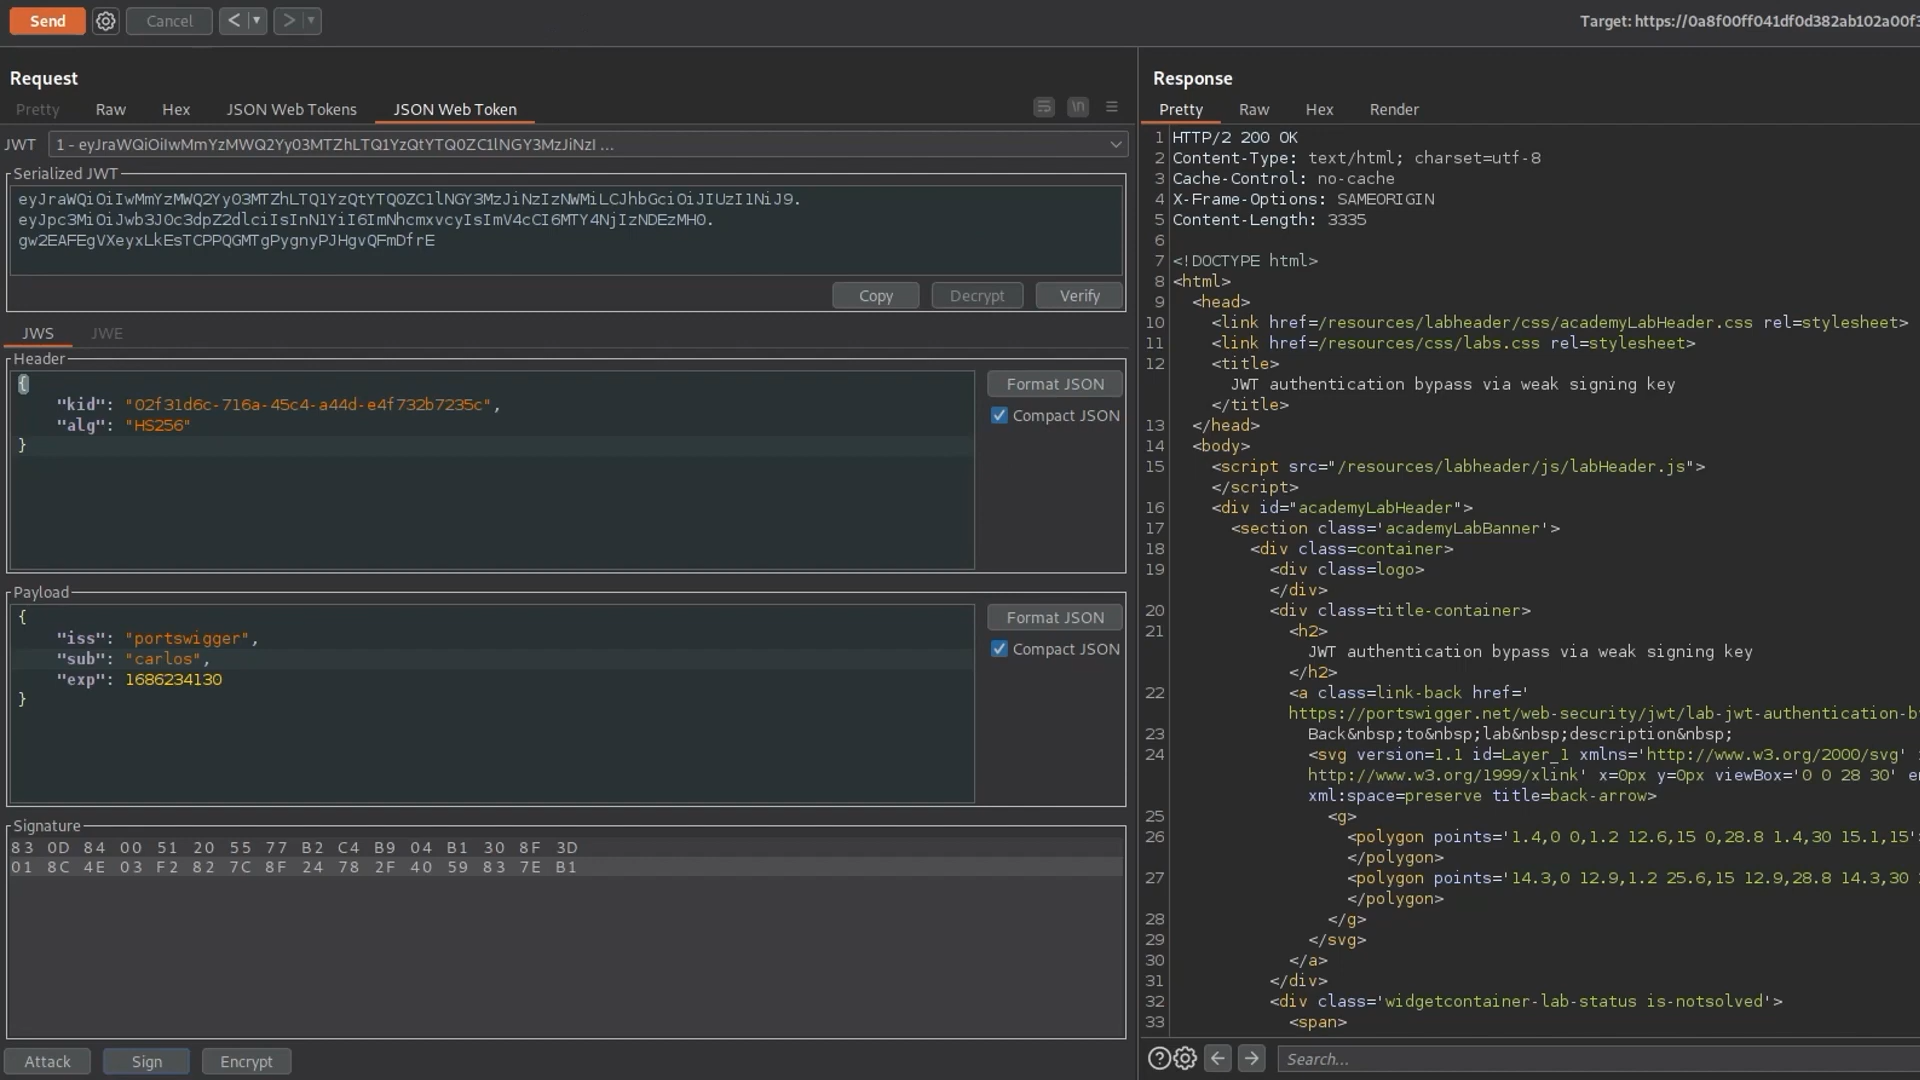 Send
Cancel
Target: https://0a8f00ff041df0d382ab102a00f3
Request
Pretty Raw Hex JSON Web Tokens JSON Web Token
\n
JWT 1 - eyJraWQiOiIwMmYzMWQ2Yy03MTZhLTQ1YzQtYTQ0ZC1lNGY3MzJiNzI ...
Serialized JWT
eyJraWQiOiIwMmYzMWQ2Yy03MTZhLTQ1YzQtYTQ0ZC1lNGY3MzJiNzIzNWMiLCJhbGciOiJIUzI1NiJ9.
eyJpc3MiOiJwb3J0c3dpZ2dlciIsInN1YiI6ImNhcmxvcyIsImV4cCI6MTY4NjIzNDEzMH0.
gw2EAFEgVXeyxLkEsTCPPQGMTgPygnyPJHgvQFmDfrE
Copy Decrypt Verify
JWS JWE
Header
{
"kid": "02f31d6c-716a-45c4-a44d-e4f732b7235c",
"alg": "HS256"
}
Format JSON
Compact JSON
Payload
{
"iss": "portswigger",
"sub": "carlos",
"exp": 1686234130
}
Format JSON
Compact JSON
Signature
83 0D 84 00 51 20 55 77 B2 C4 B9 04 B1 30 8F 3D
01 8C 4E 03 F2 82 7C 8F 24 78 2F 40 59 83 7E B1
Attack Sign Encrypt
Response
Pretty Raw Hex Render
1 HTTP/2 200 OK
2 Content-Type: text/html; charset=utf-8
3 Cache-Control: no-cache
4 X-Frame-Options: SAMEORIGIN
5 Content-Length: 3335
6
7 <!DOCTYPE html>
8 <html>
9 <head>
10 <link href=/resources/labheader/css/academyLabHeader.css rel=stylesheet>
11 <link href=/resources/css/labs.css rel=stylesheet>
12 <title>
JWT authentication bypass via weak signing key
</title>
13 </head>
14 <body>
15 <script src="/resources/labheader/js/labHeader.js">
</script>
16 <div id="academyLabHeader">
17 <section class='academyLabBanner'>
18 <div class=container>
19 <div class=logo>
</div>
20 <div class=title-container>
21 <h2>
JWT authentication bypass via weak signing key
</h2>
22 <a class=link-back href='
https://portswigger.net/web-security/jwt/lab-jwt-authentication-b
23 Back&nbsp;to&nbsp;lab&nbsp;description&nbsp;
24 <svg version=1.1 id=Layer_1 xmlns='http://www.w3.org/2000/svg'
http://www.w3.org/1999/xlink' x=0px y=0px viewBox='0 0 28 30'
xml:space=preserve title=back-arrow>
25 <g>
26 <polygon points='1.4,0 0,1.2 12.6,15 0,28.8 1.4,30 15.1,15'
</polygon>
27 <polygon points='14.3,0 12.9,1.2 25.6,15 12.9,28.8 14.3,30
</polygon>
28 </g>
29 </svg>
30 </a>
31 </div>
32 <div class='widgetcontainer-lab-status is-notsolved'>
33 <span>
Search...